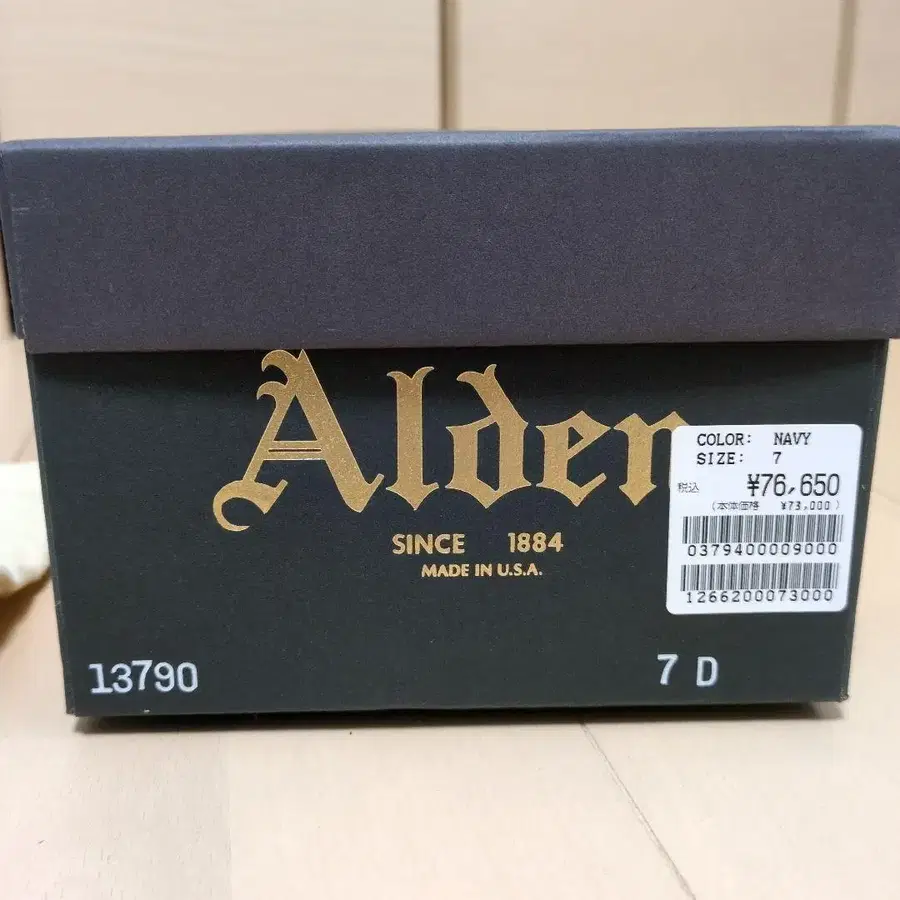 Alder
SINCE 1884
MADE IN U.S.A.
COLOR: NAVY
SIZE: 7
税込 ¥76,650
(本体価格 ¥73,000)
0379400009000
1266200073000
13790
7 D